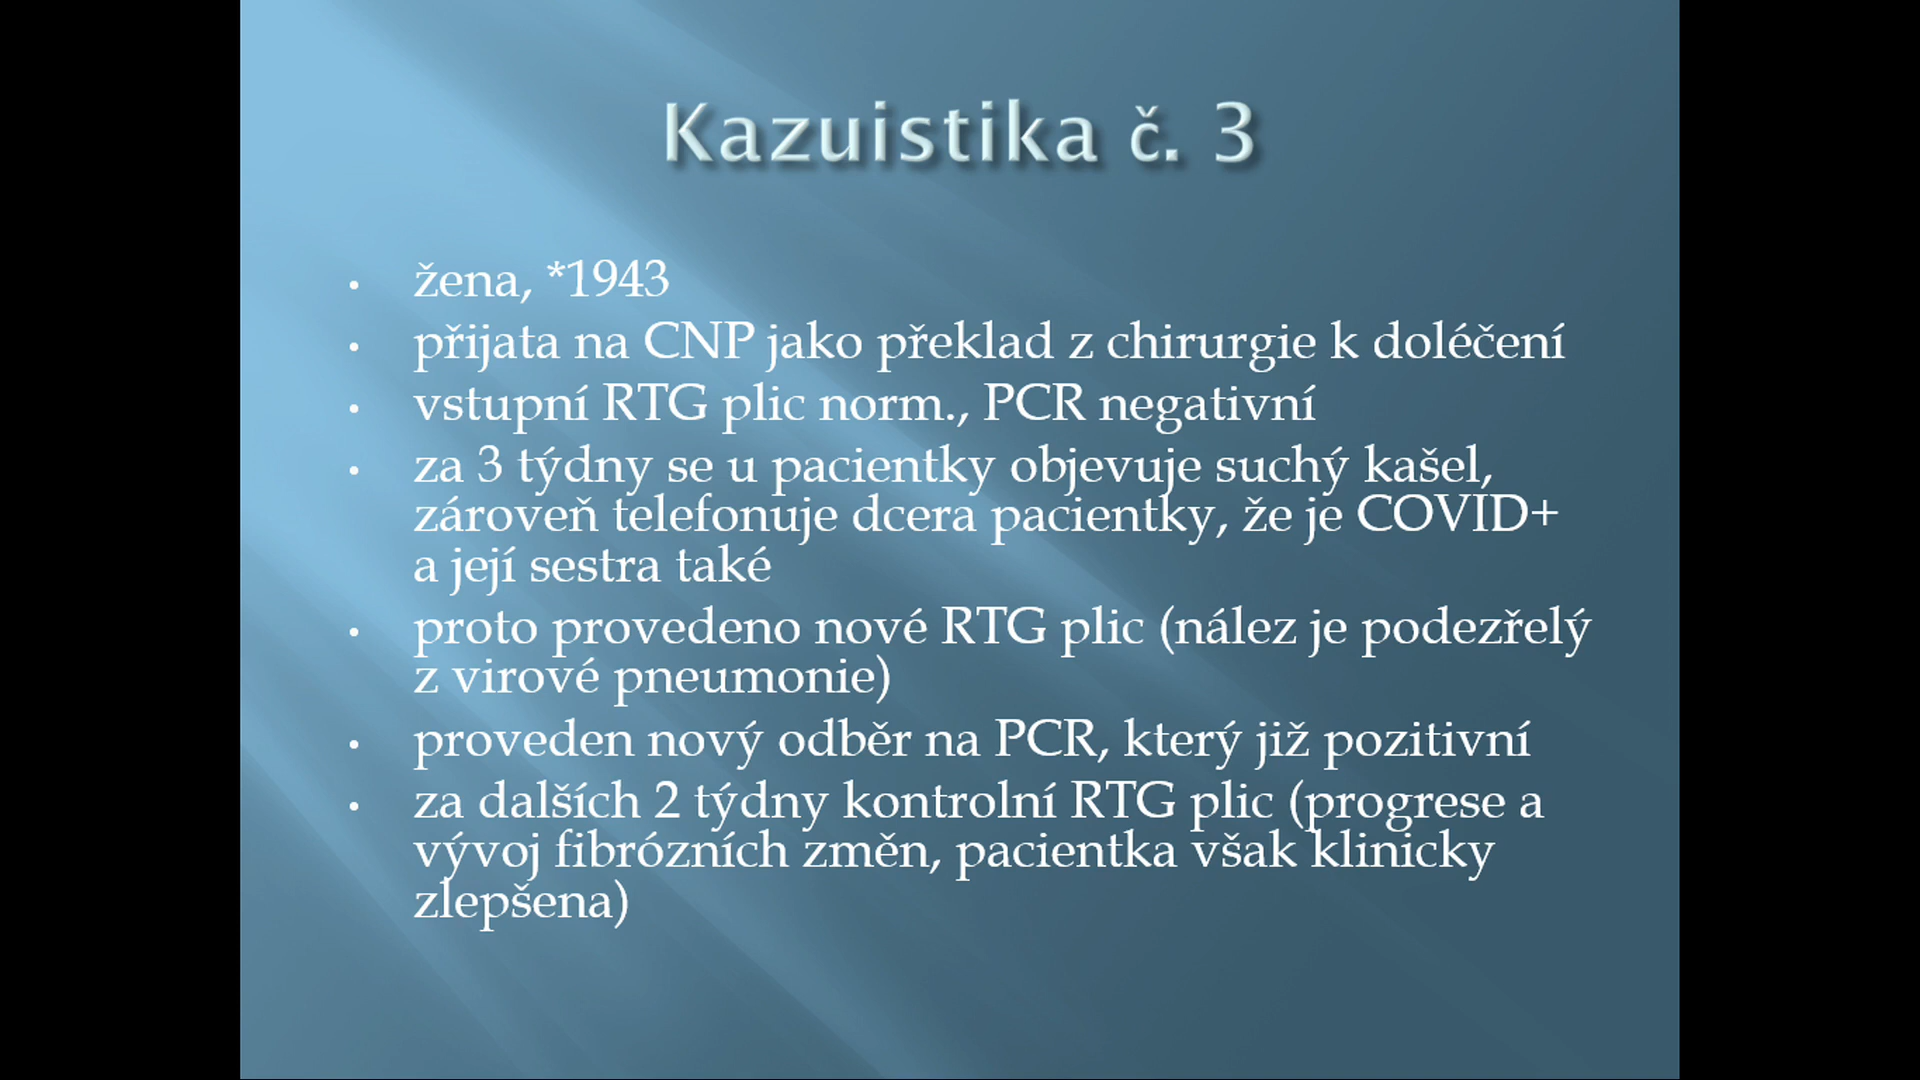 Kazuistika č. 3
• žena, *1943
• přijata na CNP jako překlad z chirurgie k doléčení
• vstupní RTG plic norm., PCR negativní
• za 3 týdny se u pacientky objevuje suchý kašel,
zároveň telefonuje dcera pacientky, že je COVID+
a její sestra také
• proto provedeno nové RTG plic (nález je podezřelý
z virové pneumonie)
• proveden nový odběr na PCR, který již pozitivní
• za dalších 2 týdny kontrolní RTG plic (progrese a
vývoj fibrózních změn, pacientka však klinicky
zlepšena)